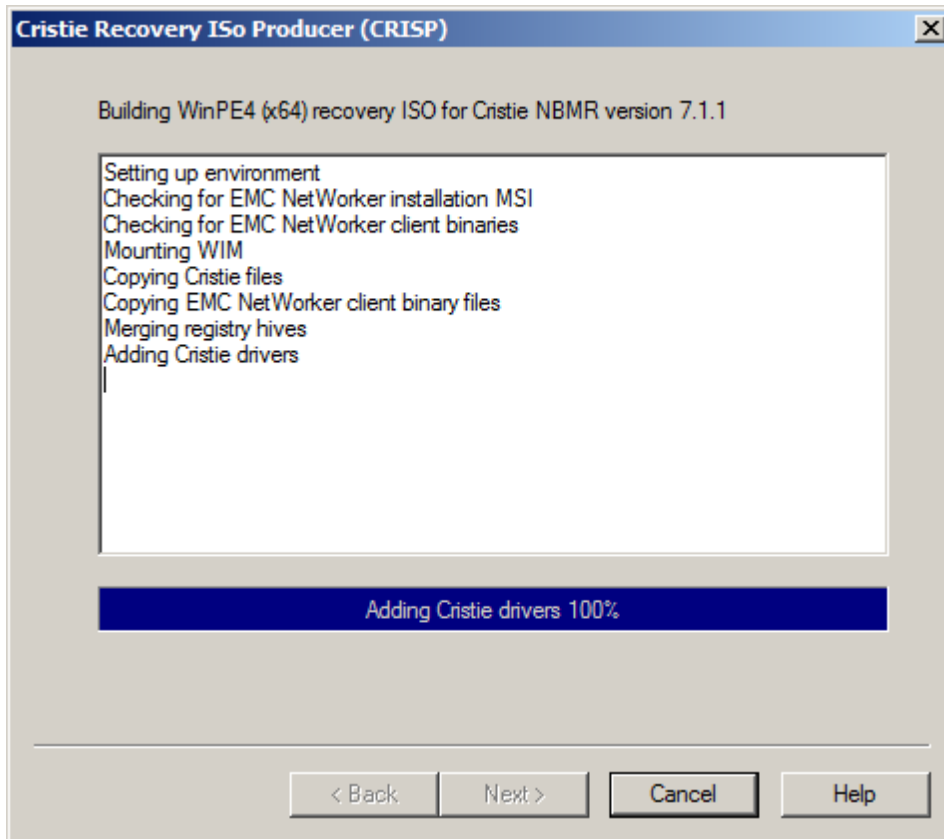 Cristie Recovery ISo Producer (CRISP)
Building WinPE4 (x64) recovery ISO for Cristie NBMR version 7.1.1
Setting up environment
Checking for EMC NetWorker installation MSI
Checking for EMC NetWorker client binaries
Mounting WIM
Copying Cristie files
Copying EMC NetWorker client binary files
Merging registry hives
Adding Cristie drivers
Adding Cristie drivers 100%
< Back Next > Cancel Help